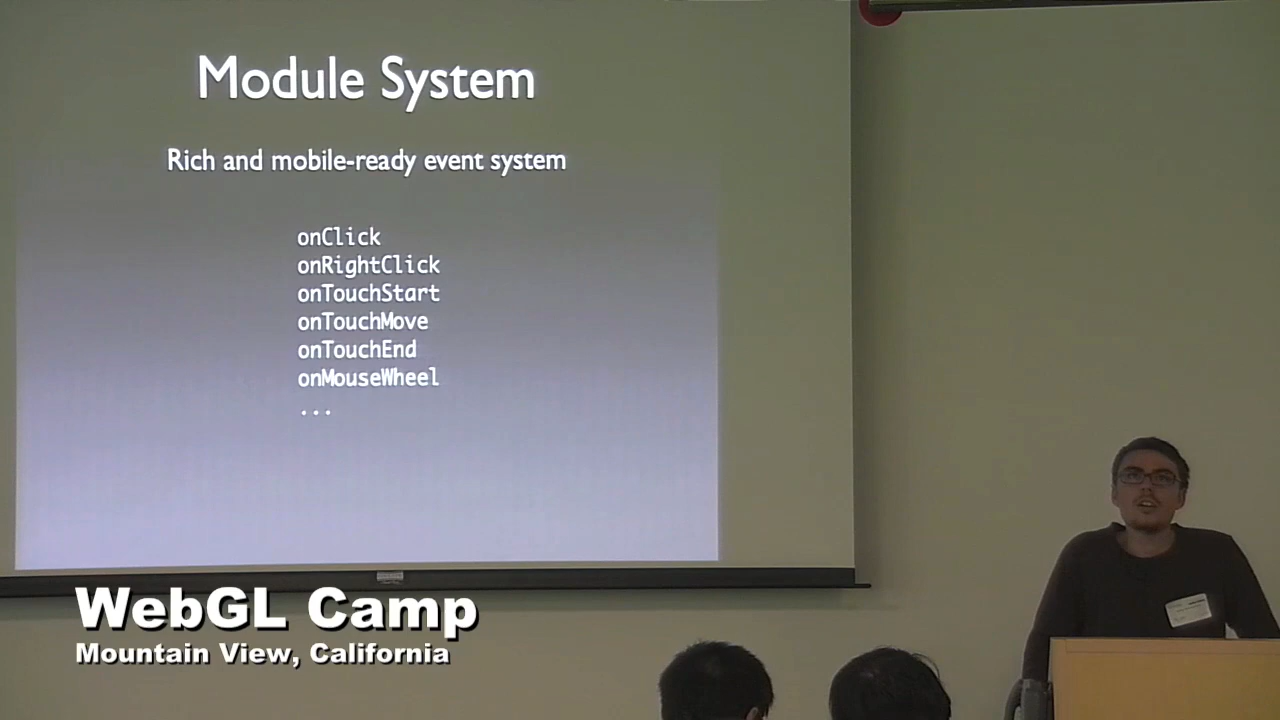 Module System
Rich and mobile-ready event system
onClick
onRightClick
onTouchStart
onTouchMove
onTouchEnd
onMouseWheel
...
WebGL Camp
Mountain View, California